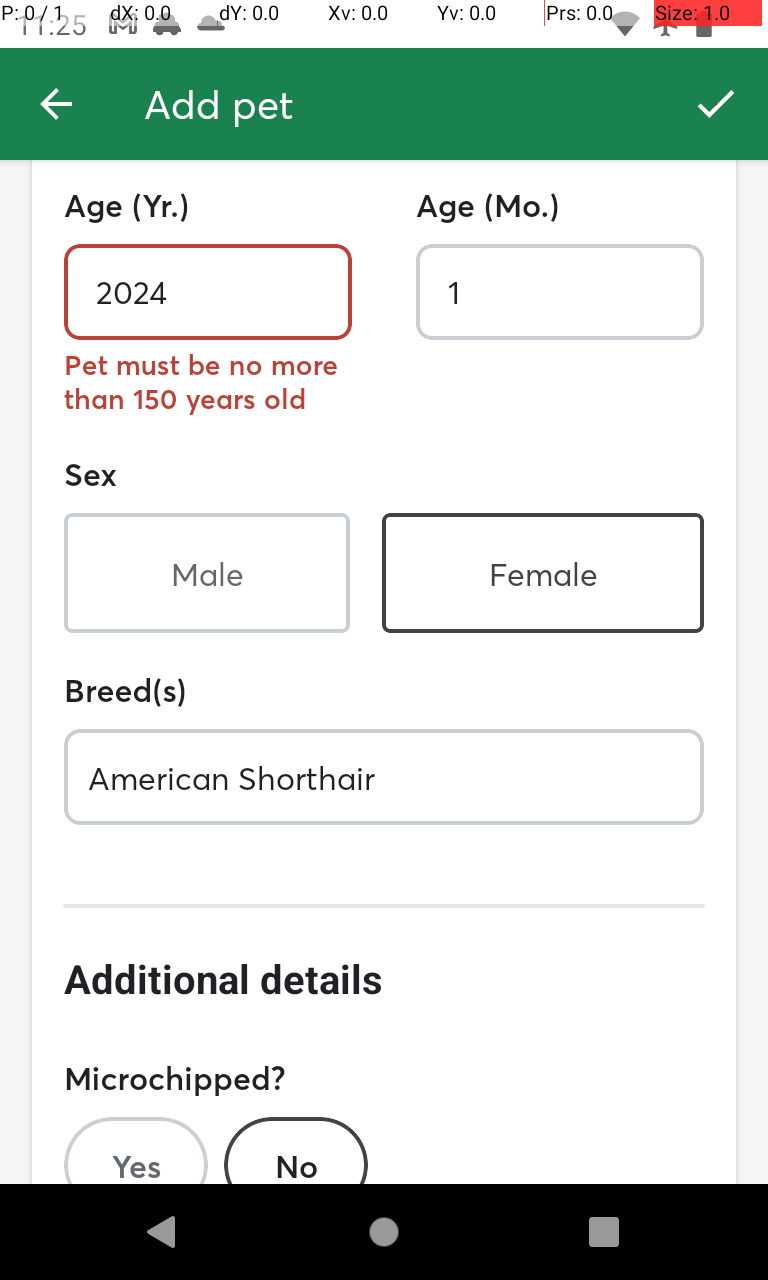 P: 0 / 1 dX: 0.0 dY: 0.0 Xv: 0.0 Yv: 0.0 Prs: 0.0 Size: 1.0
11:25
Add pet
Age (Yr.) Age (Mo.)
2024 1
Pet must be no more
than 150 years old
Sex
Male Female
Breed(s)
American Shorthair
Additional details
Microchipped?
Yes No